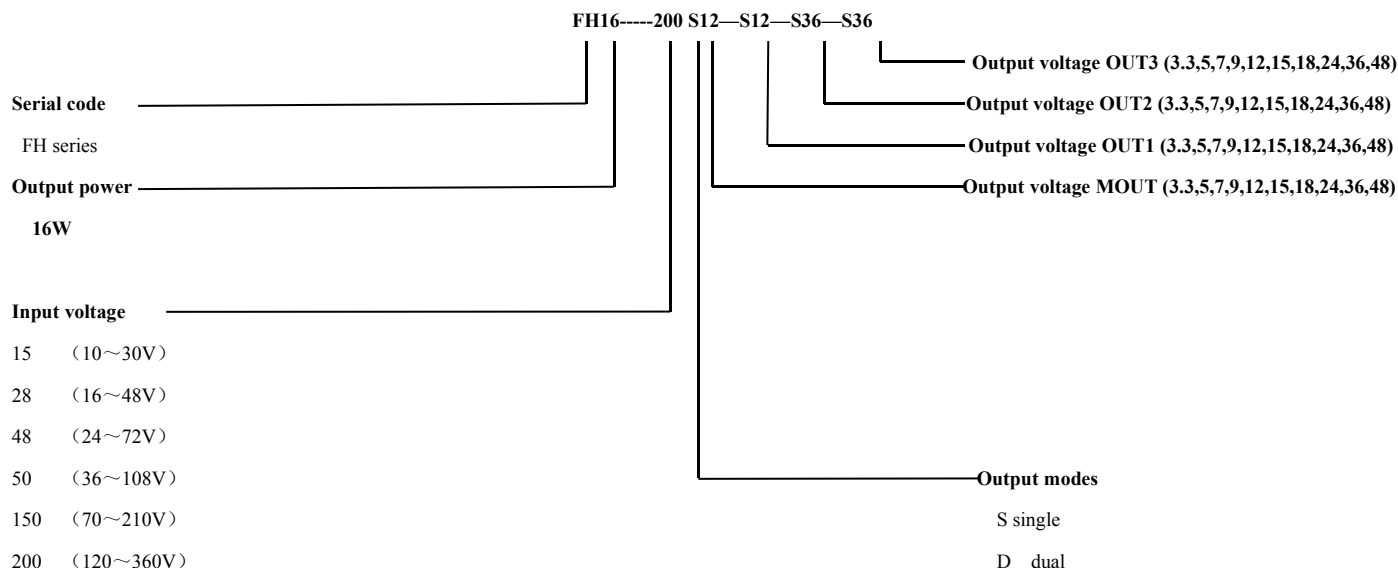 FH16-----200 S12—S12—S36—S36
Output voltage OUT3 (3.3,5,7,9,12,15,18,24,36,48)
Serial code
Output voltage OUT2 (3.3,5,7,9,12,15,18,24,36,48)
FH series
Output voltage OUT1 (3.3,5,7,9,12,15,18,24,36,48)
Output power
Output voltage MOUT (3.3,5,7,9,12,15,18,24,36,48)
16W
Input voltage
15 （10～30V）
28 （16～48V）
48 （24～72V）
50 （36～108V）
150 （70～210V）
200 （120～360V）
Output modes
S single
D dual